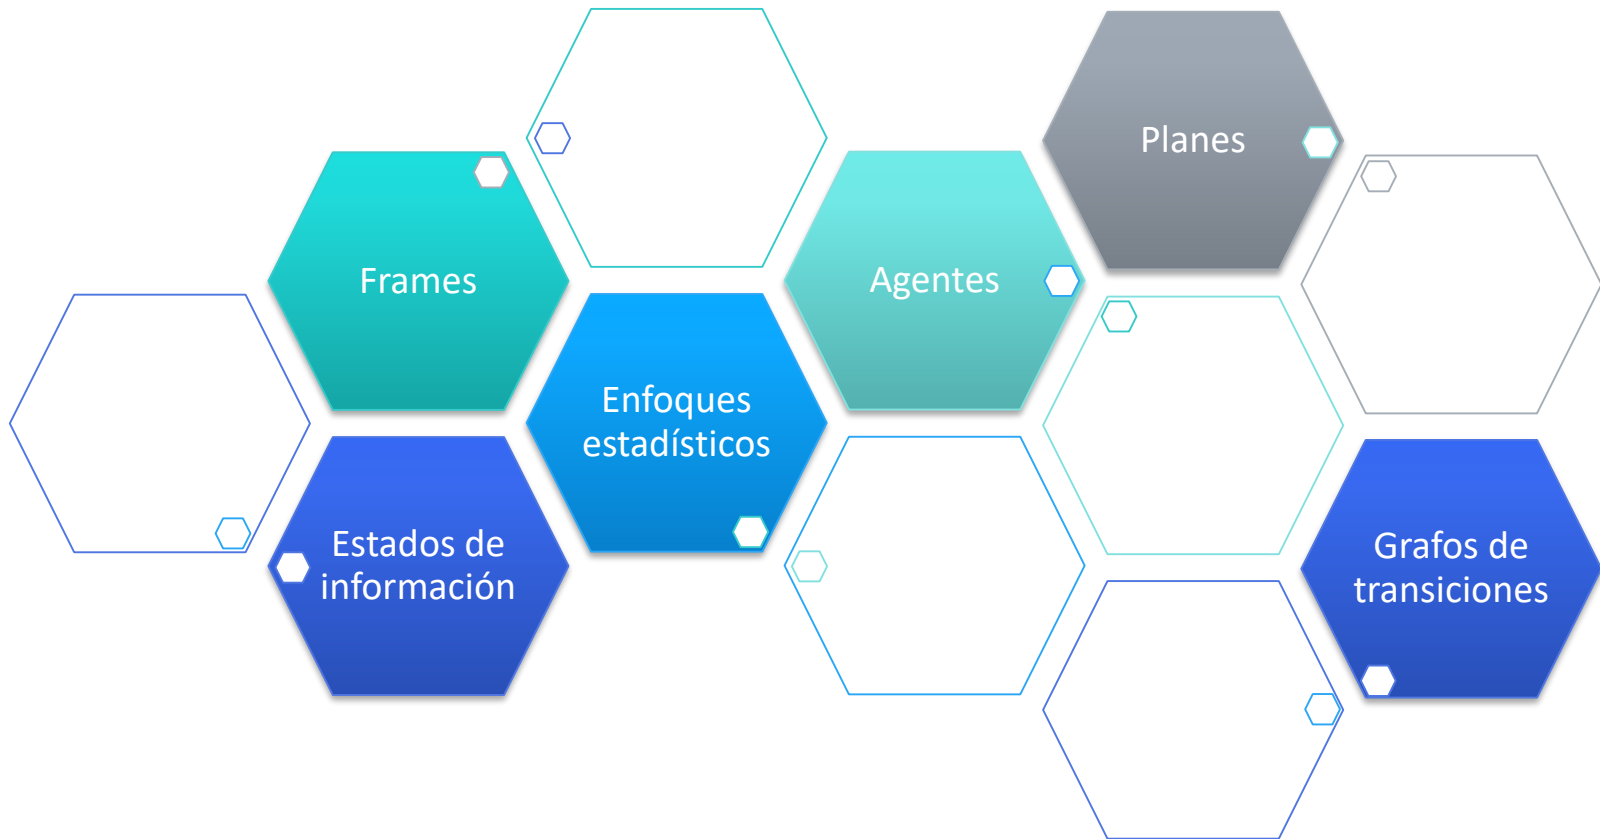 Planes
Frames
Agentes
Enfoques
estadísticos
Estados de
información
Grafos de
transiciones